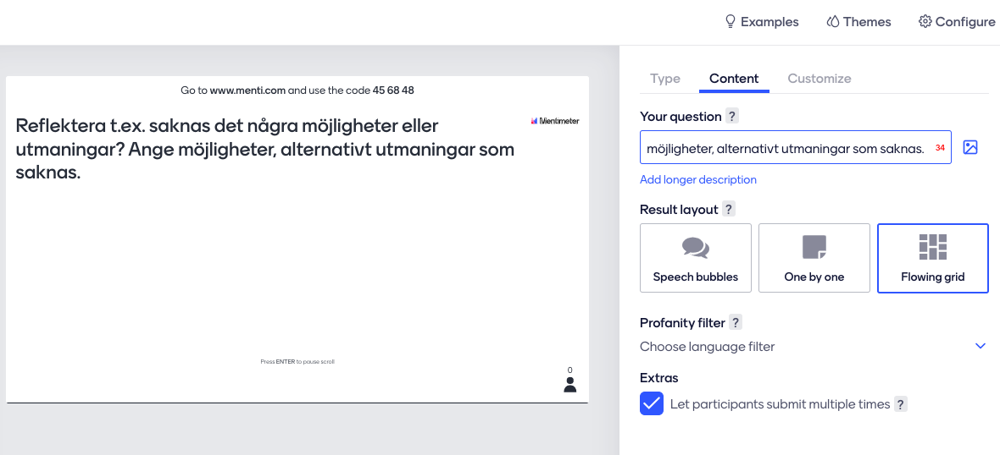 Examples
Themes
Configure
Go to www.menti.com and use the code 45 68 48
Reflektera t.ex. saknas det några möjligheter eller
utmaningar? Ange möjligheter, alternativt utmaningar som
saknas.
Mentimeter
Press ENTER to pause scroll
0
Type
Content
Customize
Your question ?
möjligheter, alternativt utmaningar som saknas.
34
Add longer description
Result layout ?
Speech bubbles
One by one
Flowing grid
Profanity filter ?
Choose language filter
Extras
Let participants submit multiple times ?